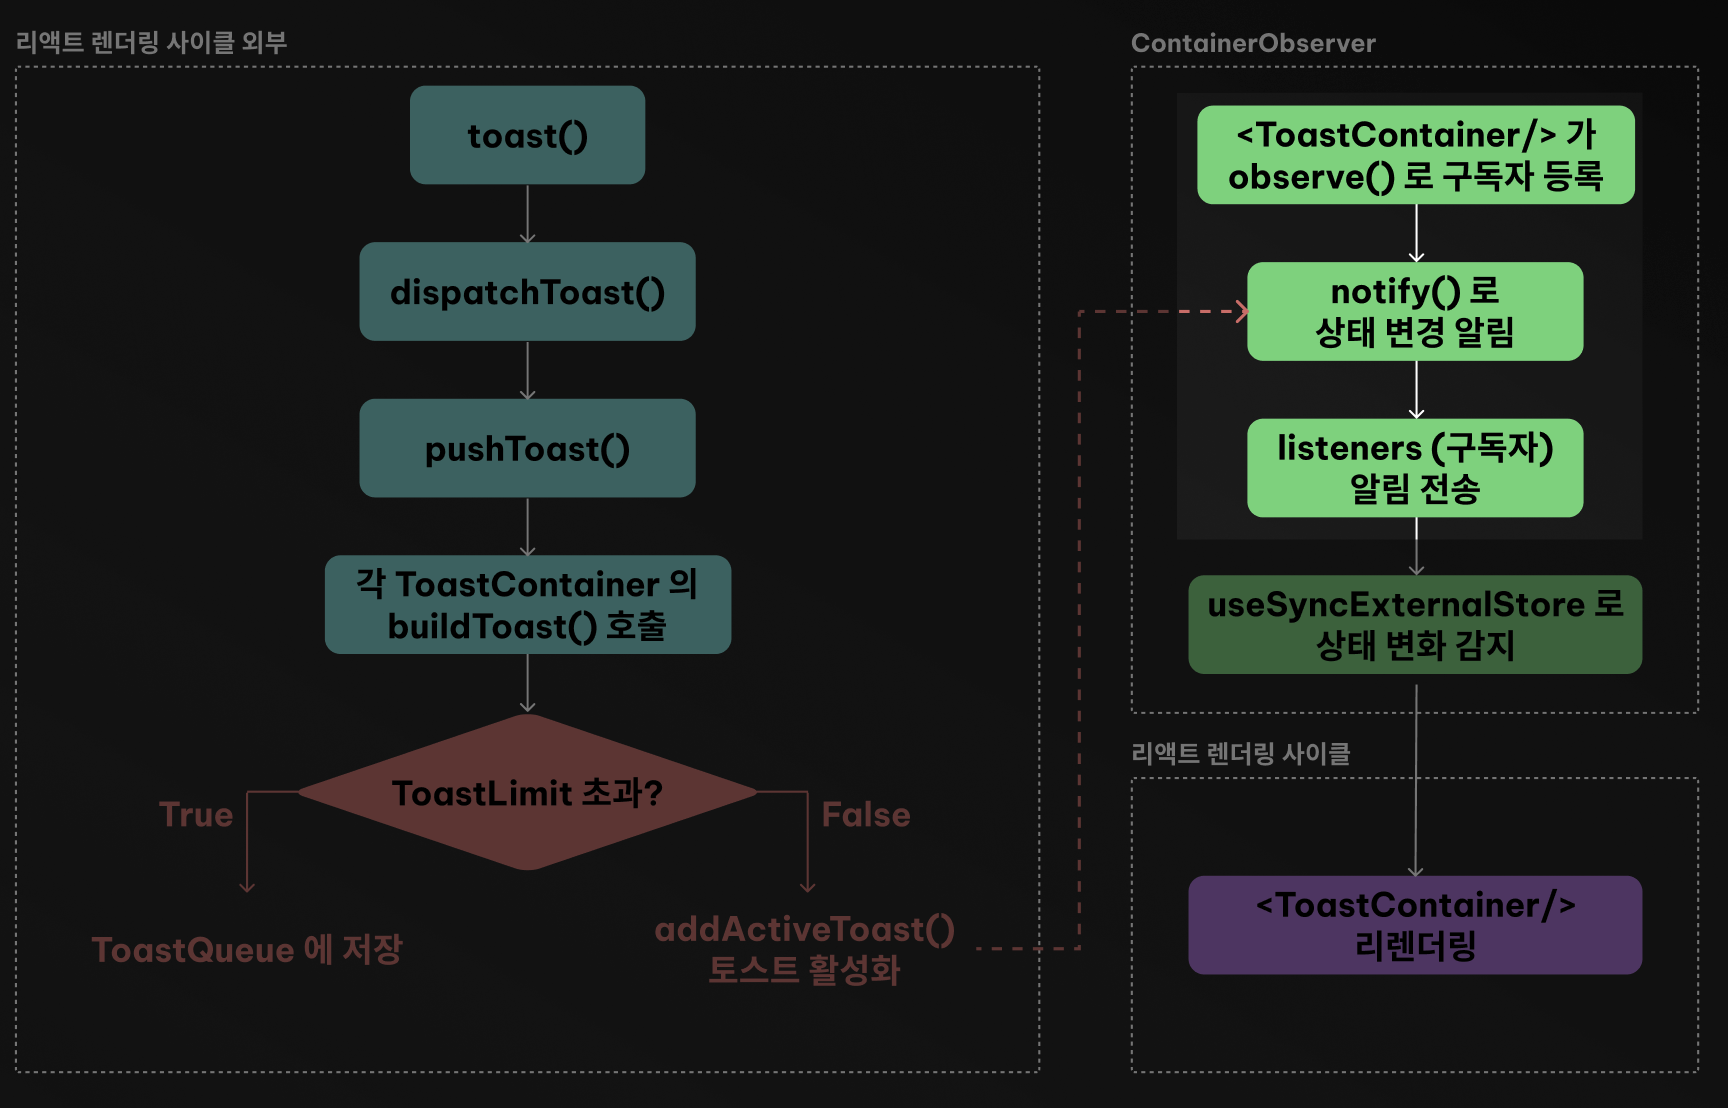 리액트 렌더링 사이클 외부
toast()
dispatchToast()
pushToast()
각 ToastContainer 의
buildToast() 호출
ToastLimit 초과?
True
False
ToastQueue 에 저장
addActiveToast()
토스트 활성화
ContainerObserver
<ToastContainer/> 가
observe() 로 구독자 등록
notify() 로
상태 변경 알림
listeners (구독자)
알림 전송
useSyncExternalStore 로
상태 변화 감지
리액트 렌더링 사이클
<ToastContainer/>
리렌더링